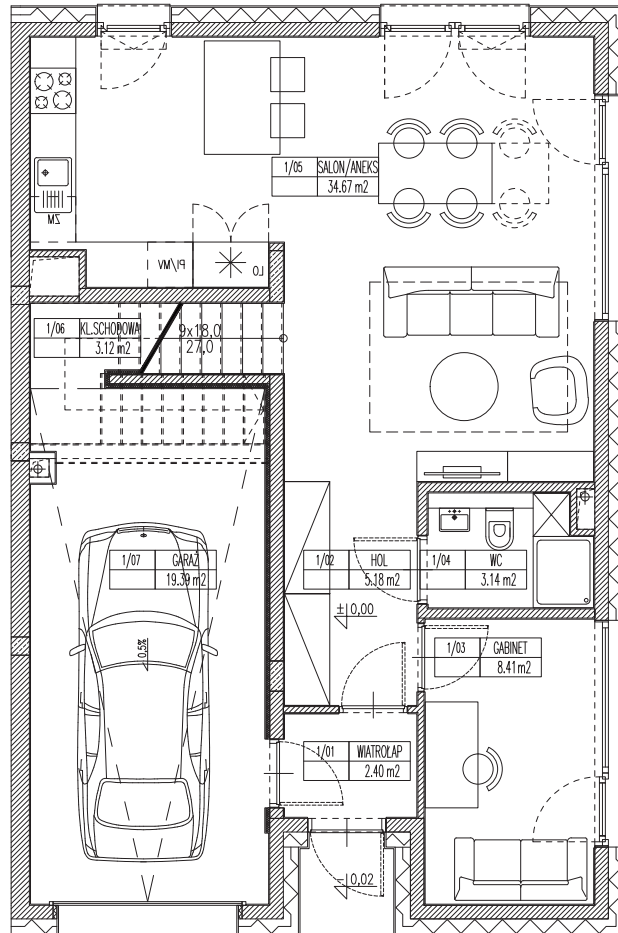 1/05 SALON/ANEKS
34.67 m2
ZM
PI\MV
LO
1/06 KL.SCHODOWA
3.12 m2
9x18,0
27,0
1/07 GARAŻ
19.39 m2
0,5%
1/02 HOL
5.18 m2
1/04 WC
3.14 m2
± 0,00
1/03 GABINET
8.41 m2
1/01 WIATROŁAP
2.40 m2
- 0,02